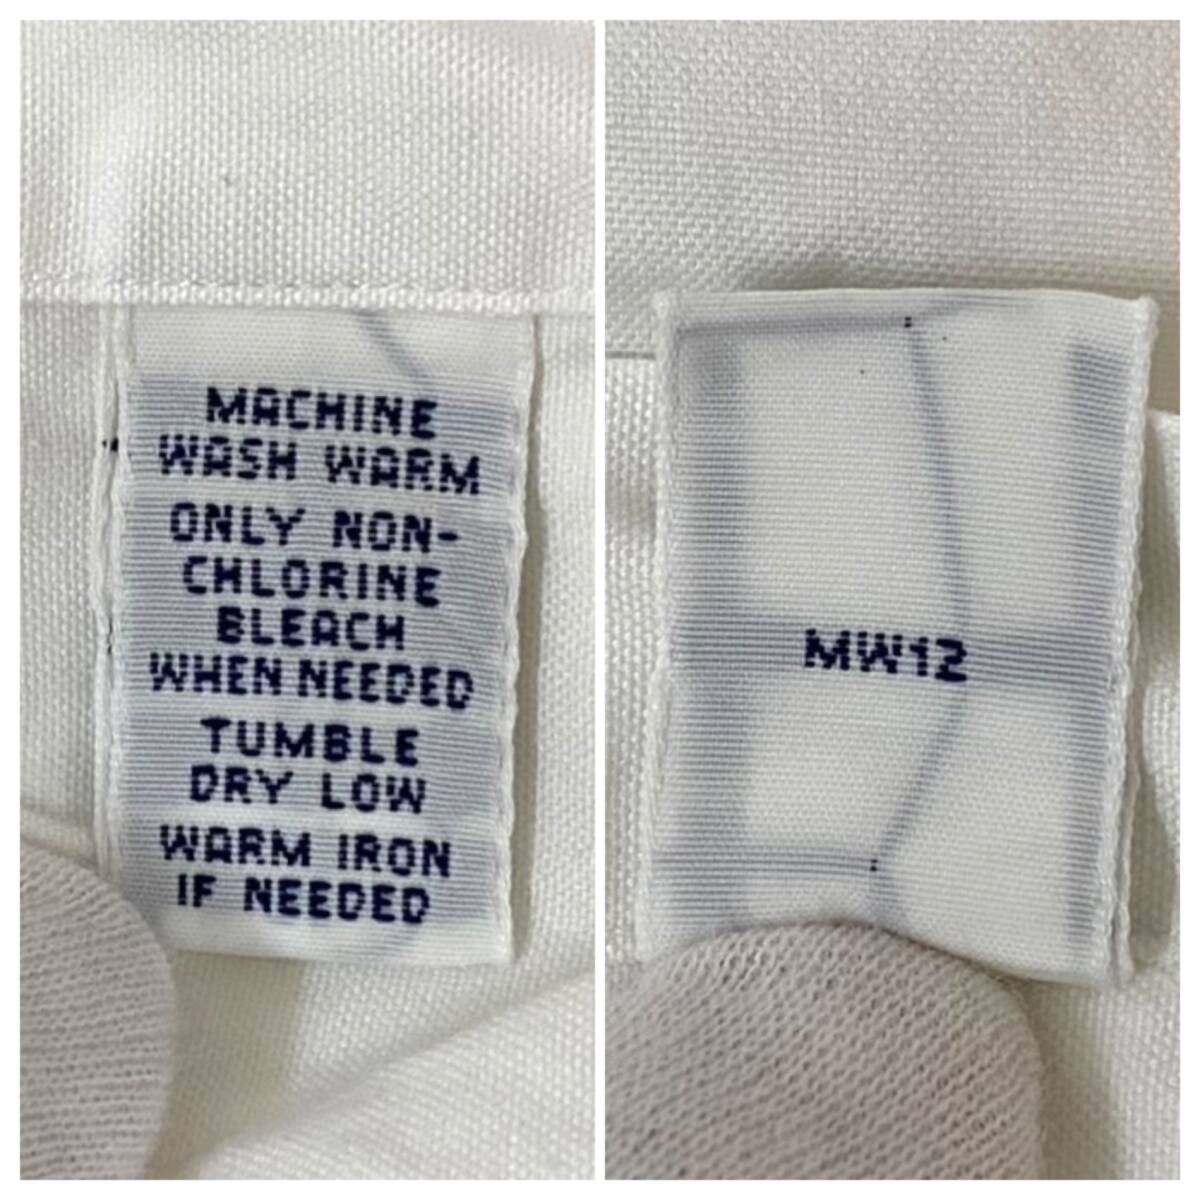 MACHINE
WASH WARM
ONLY NON-
CHLORINE
BLEACH
WHEN NEEDED
TUMBLE
DRY LOW
WARM IRON
IF NEEDED
MW12